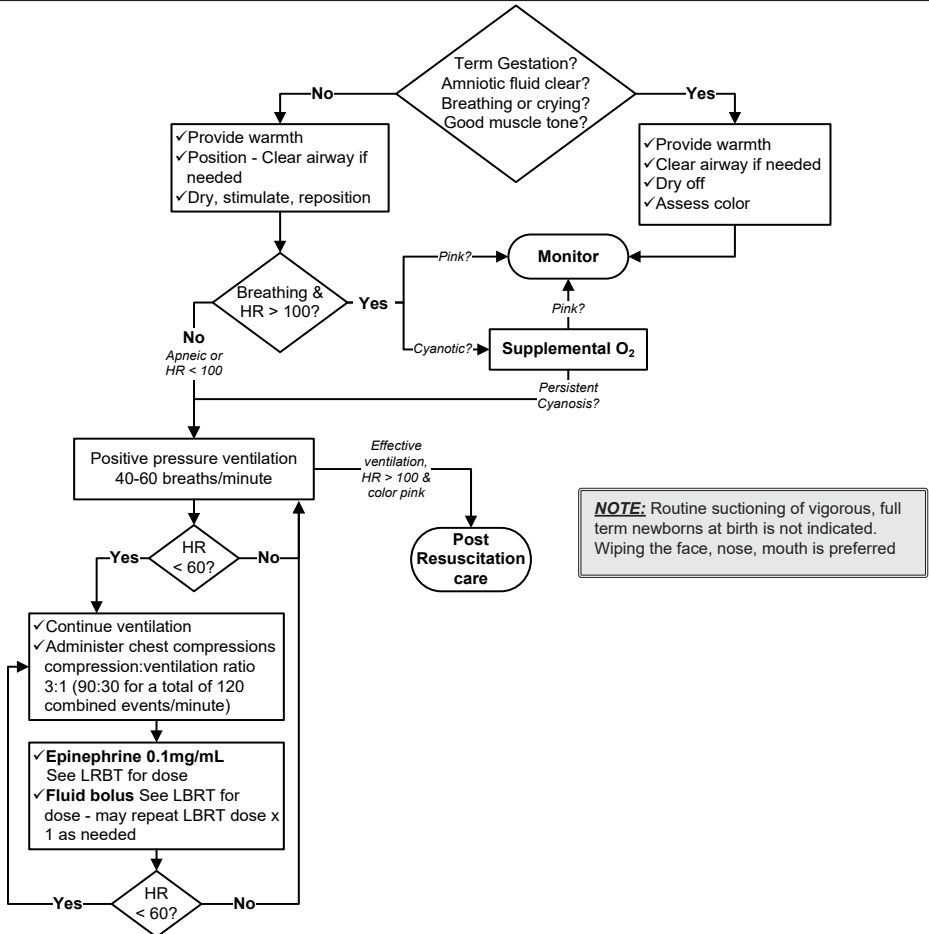 Term Gestation?
Amniotic fluid clear?
Breathing or crying?
Good muscle tone?
No
Yes
✓Provide warmth
✓Position - Clear airway if
needed
✓Dry, stimulate, reposition
✓Provide warmth
✓Clear airway if needed
✓Dry off
✓Assess color
Breathing &
HR > 100?
Yes
Pink?
Monitor
Pink?
Cyanotic?
Supplemental O₂
No
Apneic or
HR < 100
Persistent
Cyanosis?
Positive pressure ventilation
40-60 breaths/minute
Effective
ventilation,
HR > 100 &
color pink
Post
Resuscitation
care
NOTE: Routine suctioning of vigorous, full
term newborns at birth is not indicated.
Wiping the face, nose, mouth is preferred
Yes
HR
< 60?
No
✓Continue ventilation
✓Administer chest compressions
compression:ventilation ratio
3:1 (90:30 for a total of 120
combined events/minute)
✓Epinephrine 0.1mg/mL
See LRBT for dose
✓Fluid bolus See LBRT for
dose - may repeat LBRT dose x
1 as needed
Yes
HR
< 60?
No